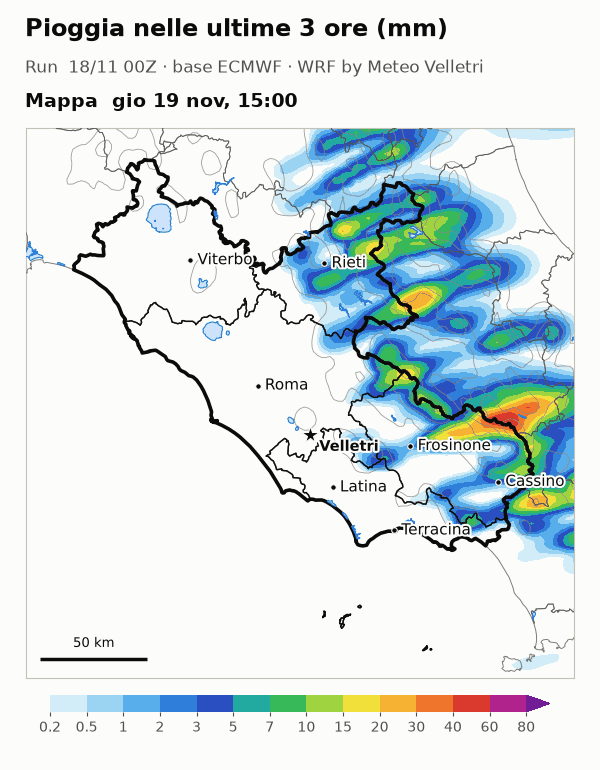 Pioggia nelle ultime 3 ore (mm)
Run  18/11 00Z · base ECMWF · WRF by Meteo Velletri
Mappa  gio 19 nov, 15:00
Viterbo
Rieti
Roma
Velletri
Frosinone
Latina
Cassino
Terracina
50 km
0.2 0.5 1 2 3 5 7 10 15 20 30 40 60 80